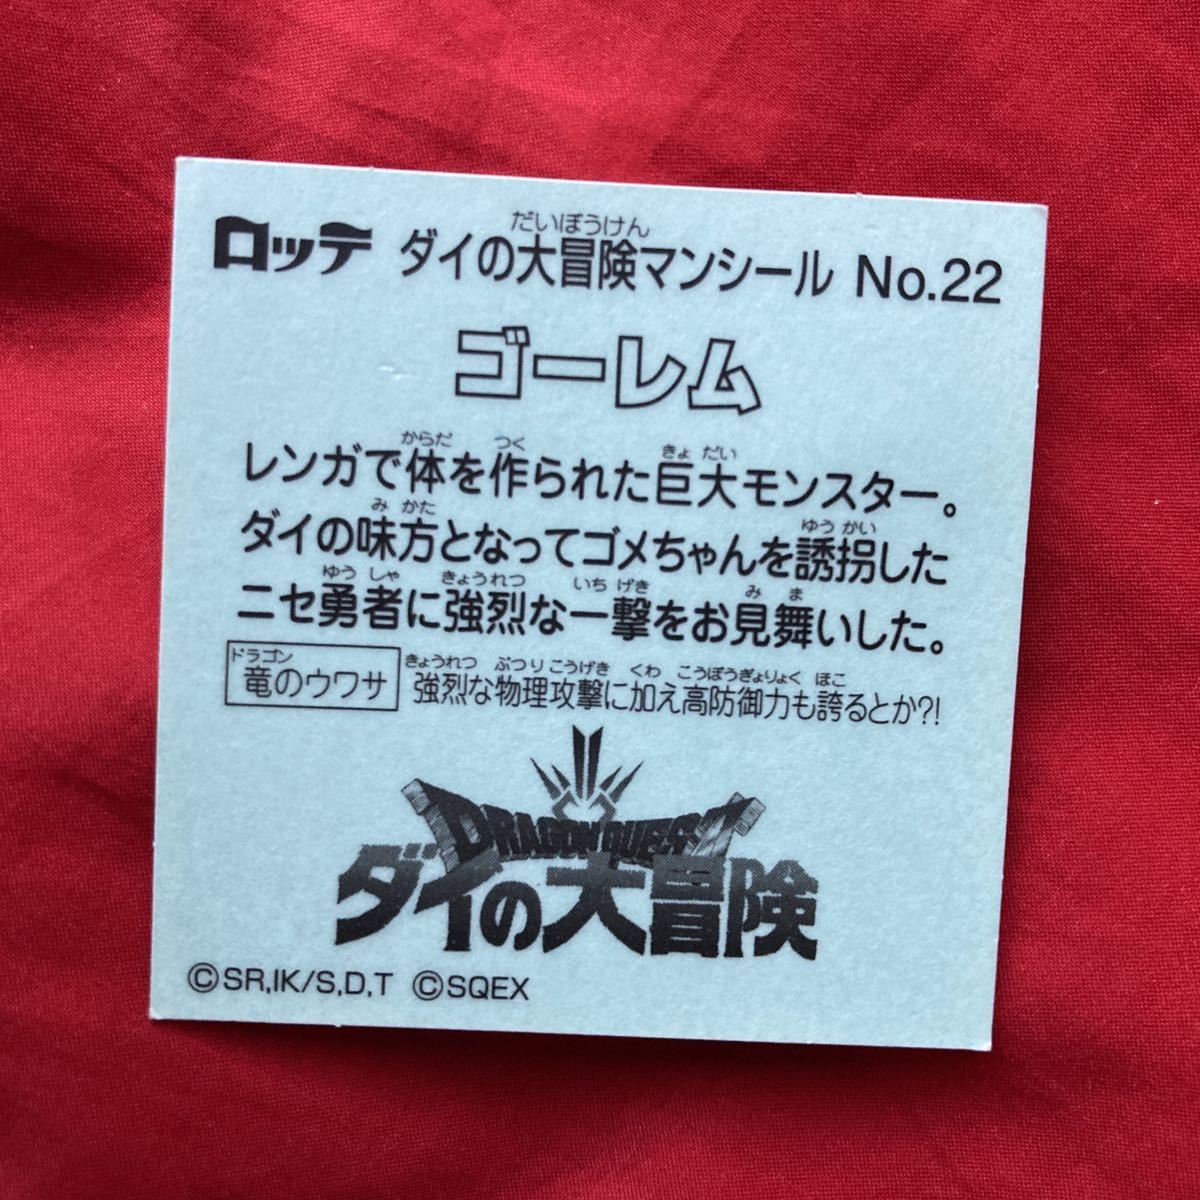 だいぼうけん
ロッテ ダイの大冒険マンシール No.22
ゴーレム
からだ つく きょ だい
レンガで体を作られた巨大モンスター。
み かた ゆう かい
ダイの味方となってゴメちゃんを誘拐した
ゆう しゃ きょうれつ いち げき み ま
ニセ勇者に強烈な一撃をお見舞いした。
ドラゴン きょうれつ ぶつり こうげき くわ こうぼうぎょりょく ほこ
竜のウワサ 強烈な物理攻撃に加え高防御力も誇るとか?!
DRAGON QUEST
ダイの大冒険
©SR,IK/S,D,T ©SQEX